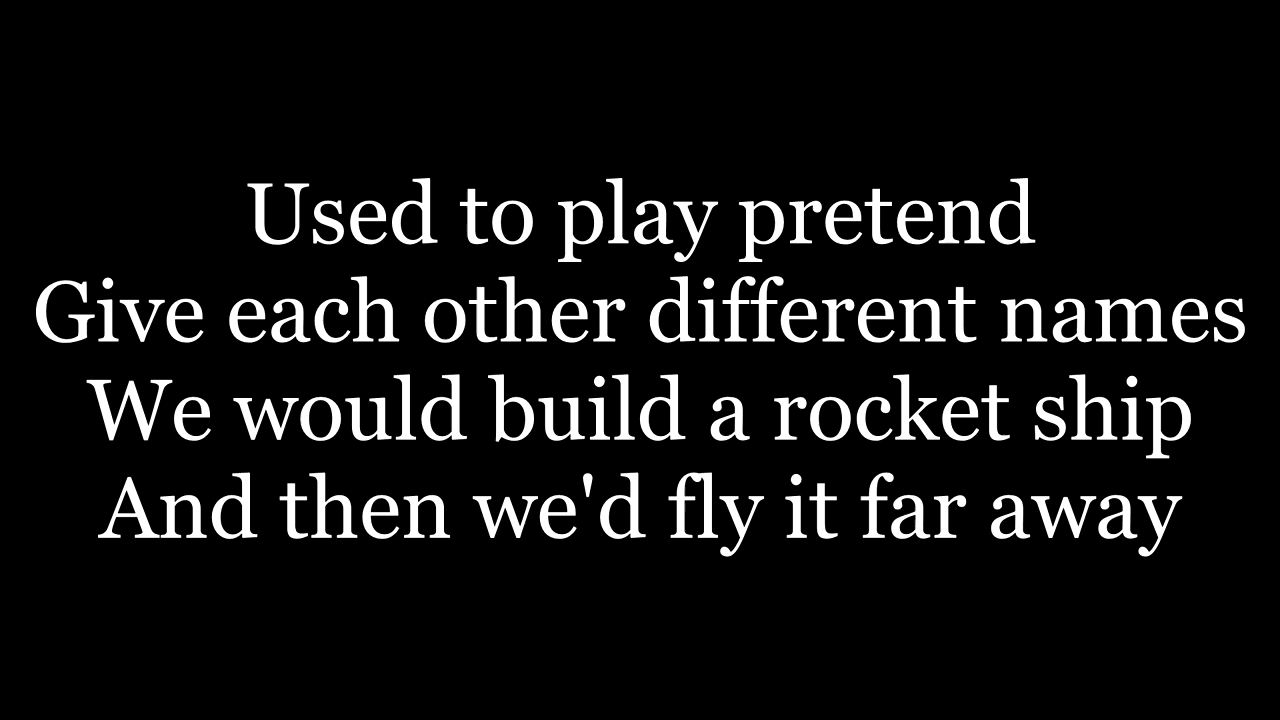 Used to play pretend
Give each other different names
We would build a rocket ship
And then we'd fly it far away